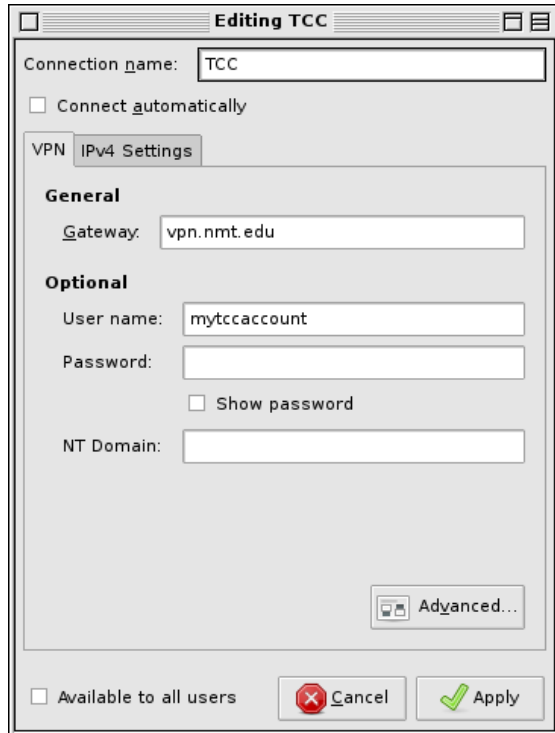 Editing TCC
Connection name: TCC
Connect automatically
VPN IPv4 Settings
General
Gateway: vpn.nmt.edu
Optional
User name: mytccaccount
Password:
Show password
NT Domain:
Advanced...
Available to all users Cancel Apply